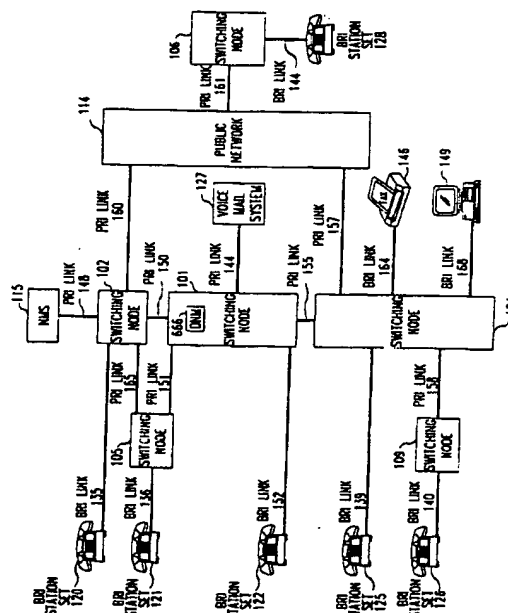 BRI
STATION
SET
126
BRI
STATION
SET
125
BRI
STATION
SET
122
BRI
STATION
SET
121
BRI
STATION
SET
120
BRI LINK
140
BRI LINK
139
BRI LINK
152
BRI LINK
136
BRI LINK
135
109
SWITCHING
NODE
105
SWITCHING
NODE
PRI LINK
158
PRI LINK
151
PRI LINK
165
115
NMS
PRI LINK
148
102
SWITCHING
NODE
PRI LINK
150
101
666
DNM
SWITCHING
NODE
PRI LINK
155
SWITCHING
NODE
BRI LINK
168
BRI LINK
164
PRI LINK
157
PRI LINK
144
PRI LINK
160
149
146
127
VOICE
MAIL
SYSTEM
114
PUBLIC
NETWORK
PRI LINK
161
106
SWITCHING
NODE
BRI LINK
144
BRI
STATION
SET
128